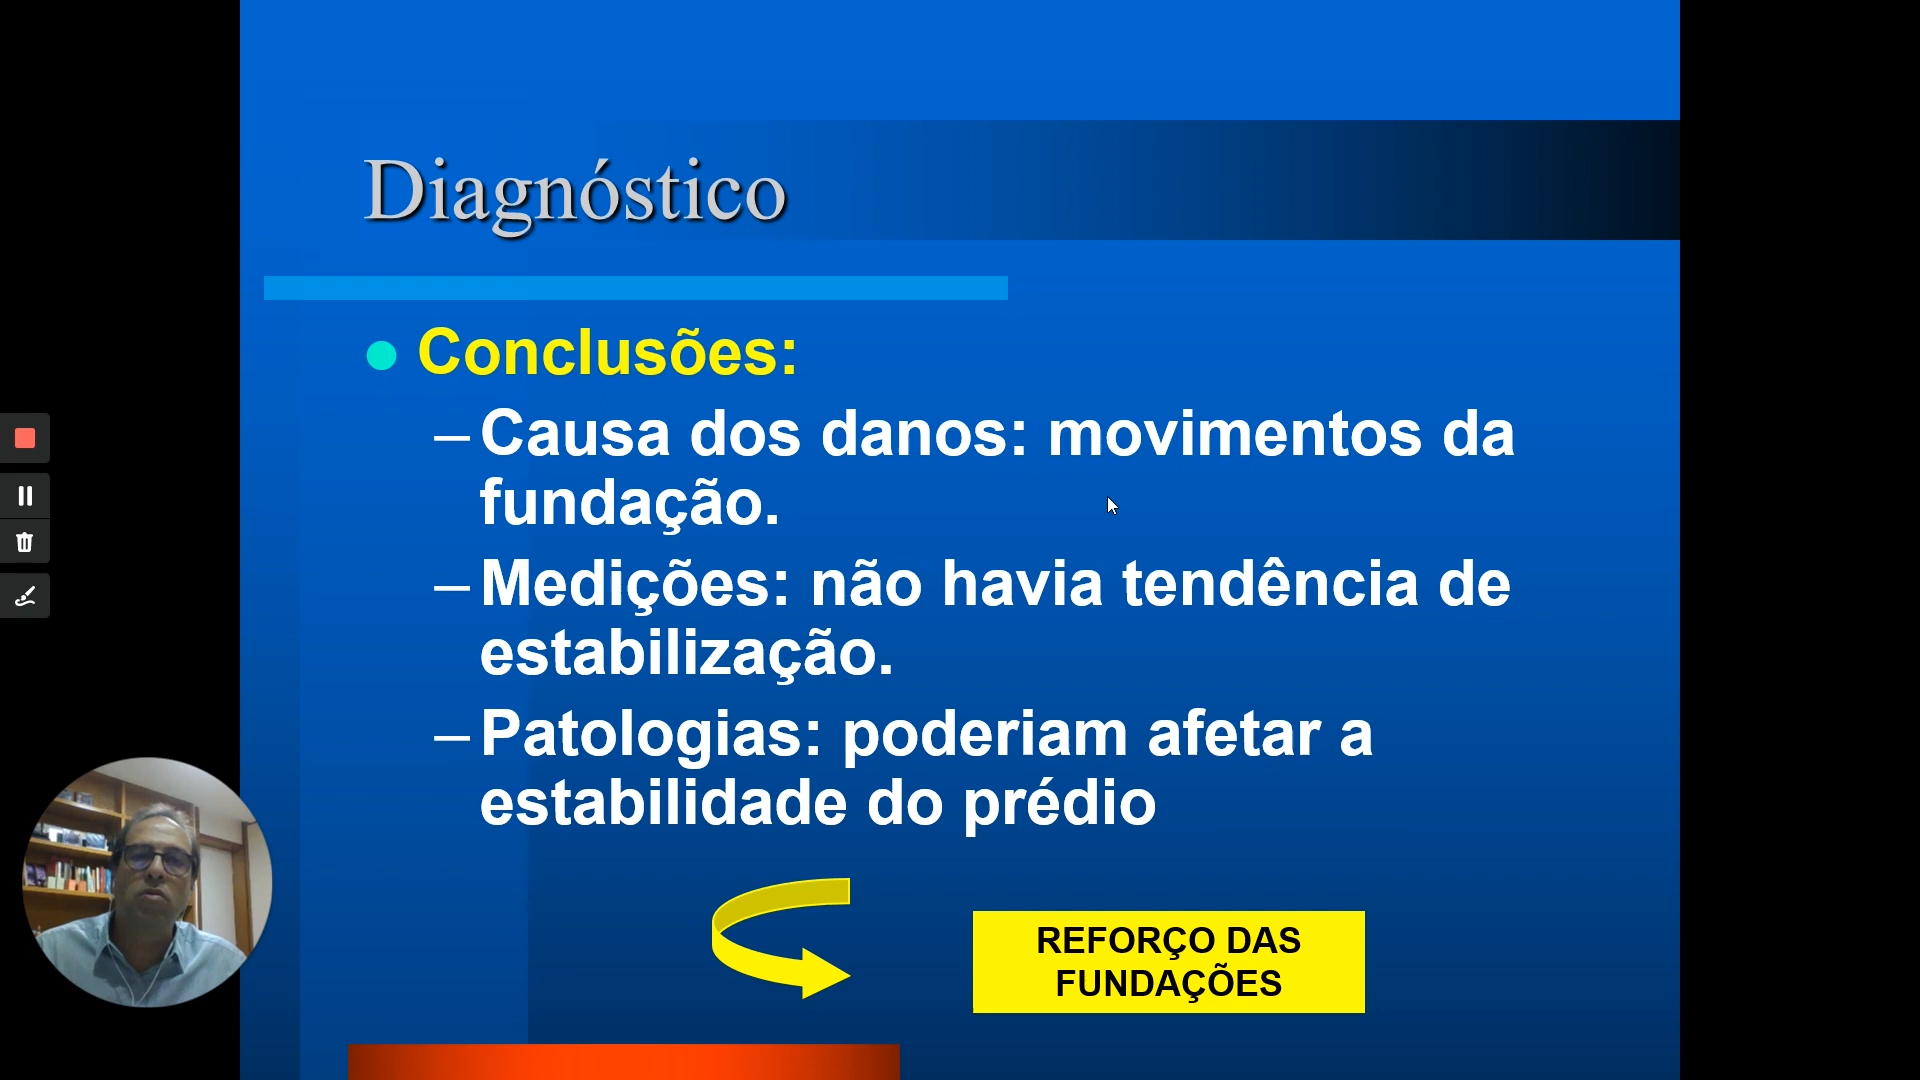 Diagnóstico
Conclusões:
– Causa dos danos: movimentos da
fundação.
– Medições: não havia tendência de
estabilização.
– Patologias: poderiam afetar a
estabilidade do prédio
REFORÇO DAS
FUNDAÇÕES